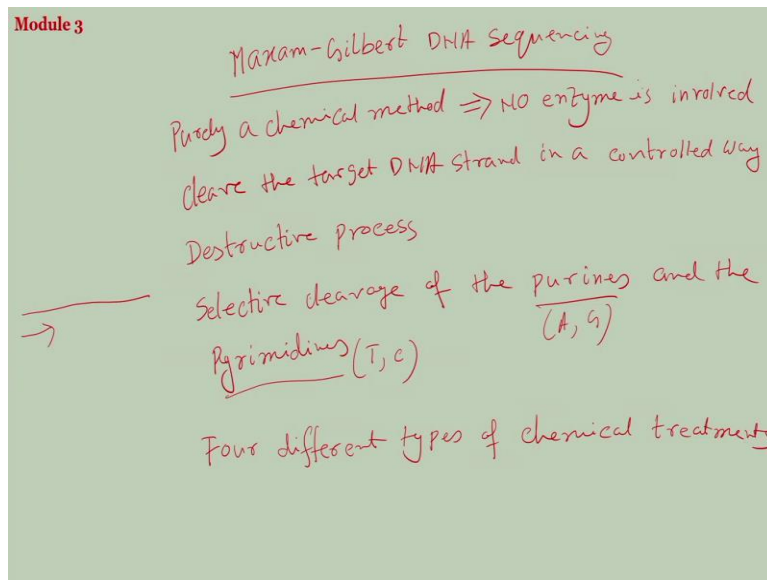 Module 3
Maxam-Gilbert DNA Sequencing
Purely a chemical method ⇒ NO enzyme is involved
cleave the target DNA strand in a controlled way
Destructive process
Selective cleavage of the purines and the
(A, G)
Pyrimidines (T, C)
Four different types of chemical treatments